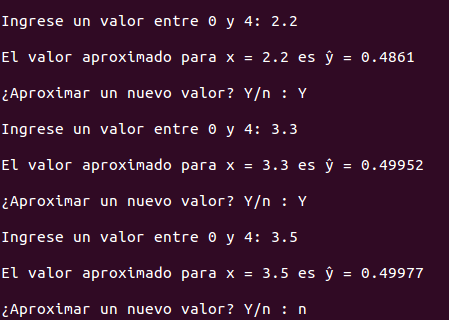 Ingrese un valor entre 0 y 4: 2.2
El valor aproximado para x = 2.2 es ŷ = 0.4861
¿Aproximar un nuevo valor? Y/n : Y
Ingrese un valor entre 0 y 4: 3.3
El valor aproximado para x = 3.3 es ŷ = 0.49952
¿Aproximar un nuevo valor? Y/n : Y
Ingrese un valor entre 0 y 4: 3.5
El valor aproximado para x = 3.5 es ŷ = 0.49977
¿Aproximar un nuevo valor? Y/n : n